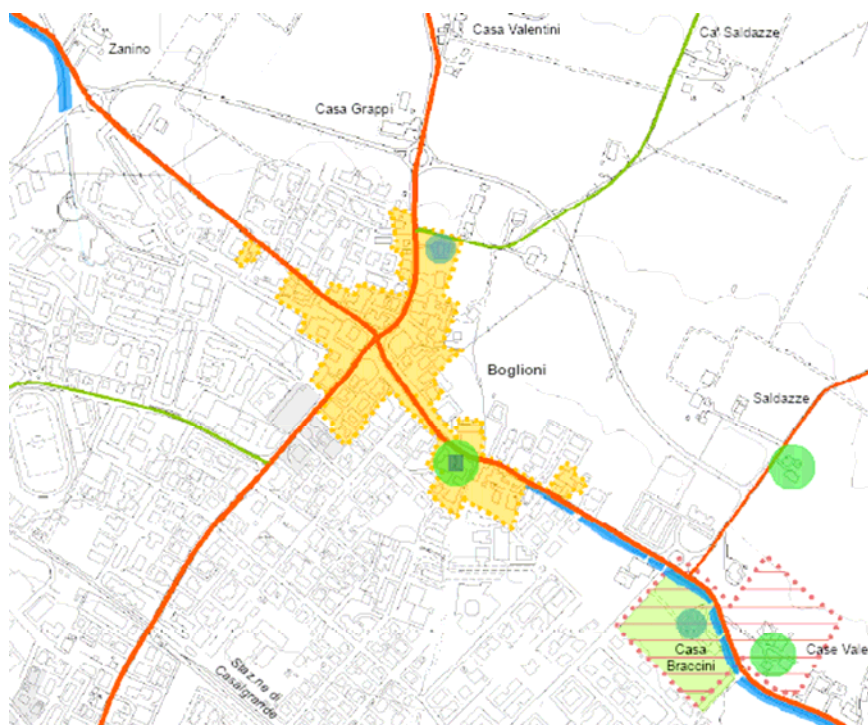 Zanino
Casa Valentini
Ca' Saldazze
Casa Grappi
Boglioni
Saldazze
Casa
Braccini
Case Vale
Staz.ne di
Casalgrande